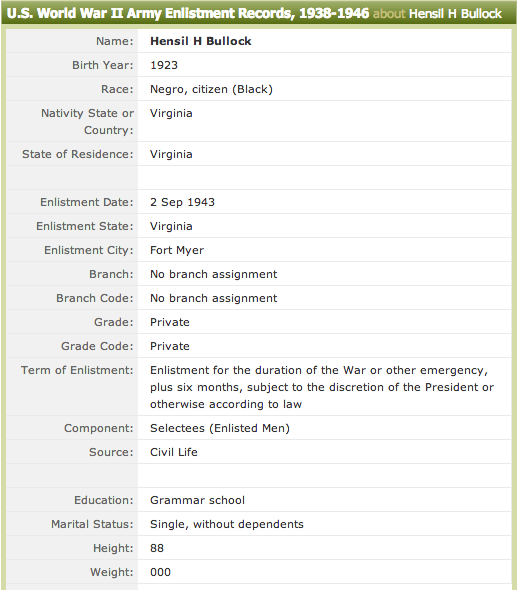 U.S. World War II Army Enlistment Records, 1938-1946 about Hensil H Bullock
Name: Hensil H Bullock
Birth Year: 1923
Race: Negro, citizen (Black)
Nativity State or Virginia
Country:
State of Residence: Virginia
Enlistment Date: 2 Sep 1943
Enlistment State: Virginia
Enlistment City: Fort Myer
Branch: No branch assignment
Branch Code: No branch assignment
Grade: Private
Grade Code: Private
Term of Enlistment: Enlistment for the duration of the War or other emergency,
plus six months, subject to the discretion of the President or
otherwise according to law
Component: Selectees (Enlisted Men)
Source: Civil Life
Education: Grammar school
Marital Status: Single, without dependents
Height: 88
Weight: 000